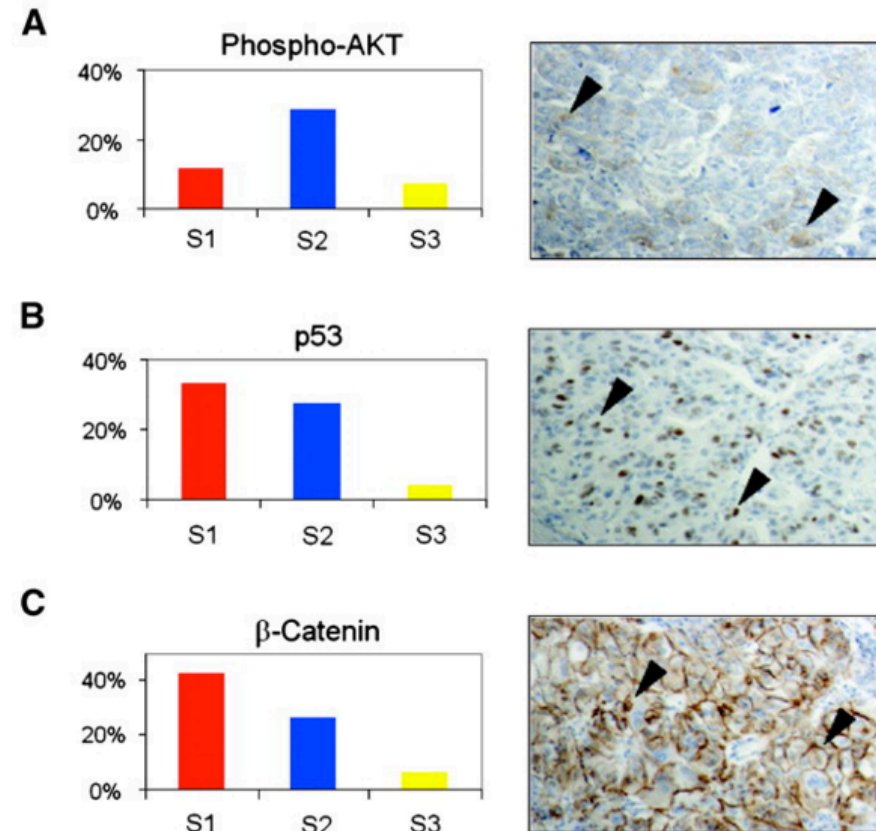 A
Phospho-AKT
40%
20%
0%
S1 S2 S3
B
p53
40%
20%
0%
S1 S2 S3
C
β-Catenin
40%
20%
0%
S1 S2 S3